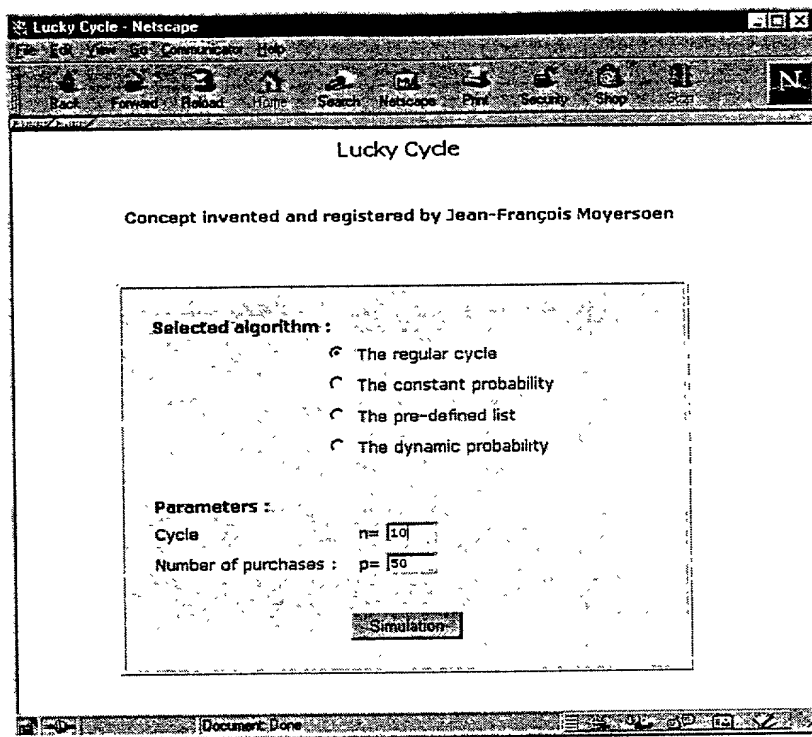 Lucky Cycle - Netscape
File Edit View Go Communicator Help
Back Forward Reload Home Search Netscape Print Security Shop Stop
Lucky Cycle
Concept invented and registered by Jean-François Moyersoen
Selected algorithm :
The regular cycle
The constant probability
The pre-defined list
The dynamic probability
Parameters :
Cycle n= 10
Number of purchases : p= 50
Simulation
Document: Done